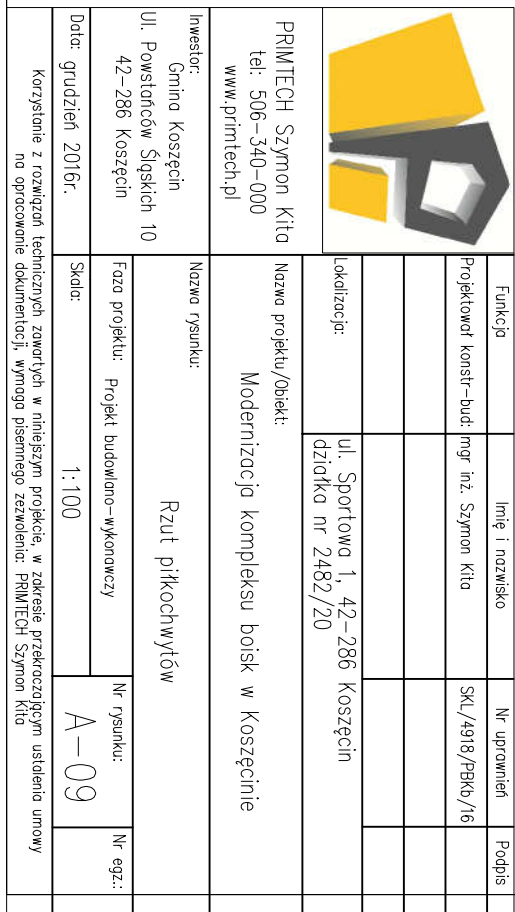 Funkcja Imię i nazwisko Nr uprawnień Podpis
Projektował konstr-bud: mgr inż. Szymon Kita SKL/4918/PBKb/16
Lokalizacja: ul. Sportowa 1, 42-286 Koszęcin
działka nr 2482/20
PRIMTECH Szymon Kita
tel: 506-340-000
www.primtech.pl
Nazwa projektu/Obiekt:
Modernizacja kompleksu boisk w Koszęcinie
Inwestor:
Gmina Koszęcin
Ul. Powstańców Śląskich 10
42-286 Koszęcin
Nazwa rysunku:
Rzut piłkochwytów
Faza projektu: Projekt budowlano-wykonawczy
Nr rysunku:
A-09
Nr egz.:
Data: grudzień 2016r.
Skala: 1:100
Korzystanie z rozwiązań technicznych zawartych w niniejszym projekcie, w zakresie przekraczającym ustalenia umowy
na opracowanie dokumentacji, wymaga pisemnego zezwolenia: PRIMTECH Szymon Kita